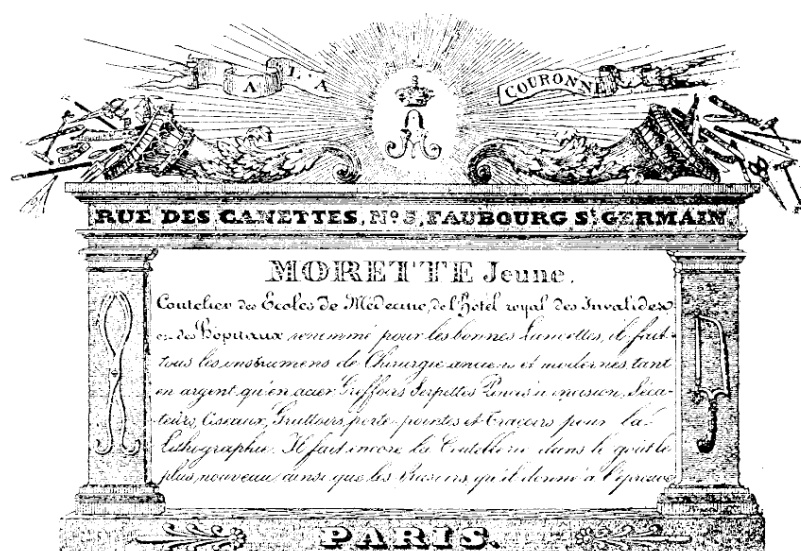 A LA COURONNE
A
RUE DES CANETTES, No. 5, FAUBOURG St. GERMAIN
MORETTE Jeune.
Coutelier des Ecoles de Médecine, de l'Hotel royal des Invalides
et des Hopitaux renommé pour les bonnes Lancettes, il fait
tous les instrumens de Chirurgie anciens et modernes, tant
en argent qu'en acier Greffoirs Serpettes Pinces à incision, Séca-
teurs, Ciseaux, Grattoirs, porte-pointes et Traceirs pour la
Lithographie. Il fait encore la Coutellerie dans le goût le
plus nouveau ainsi que les Rasoirs, qu'il donne à l'épreuve
PARIS.